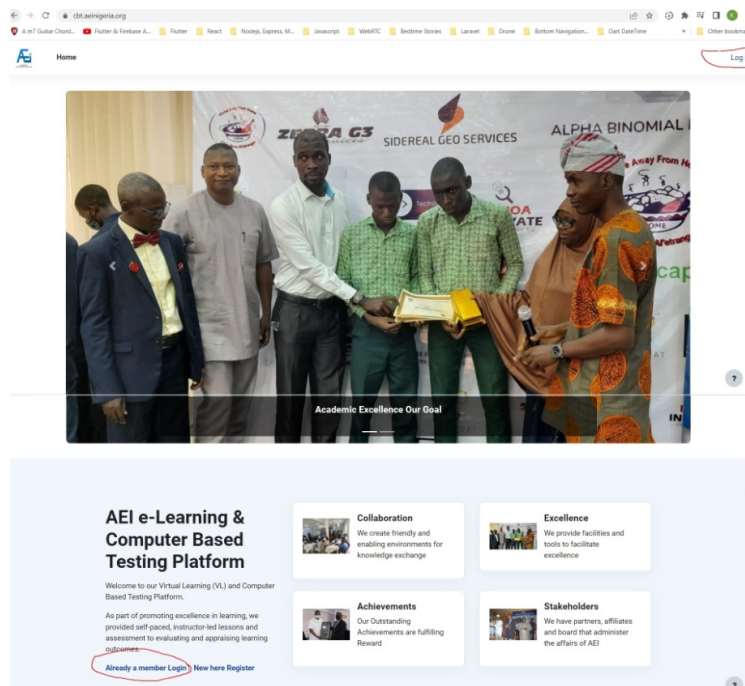 cbt.aeinigeria.org
A m7 Guitar Chord... Flutter & Firebase A... Flutter React Nodejs, Express, M... Javascript WebRTC Bedtime Stories Laravel Drone Bottom Navigation... Dart DateTime » Other bookma
Home
Log
ZEBRA G3
SIDEREAL GEO SERVICES
ALPHA BINOMIAL
Away From Ho
OME
Academic Excellence Our Goal
?
AEI e-Learning &
Computer Based
Testing Platform
Welcome to our Virtual Learning (VL) and Computer
Based Testing Platform.
As part of promoting excellence in learning, we
provided self-paced, instructor-led lessons and
assessment to evaluating and appraising learning
outcomes.
Already a member Login New here Register
Collaboration
We create friendly and
enabling environments for
knowledge exchange
Excellence
We provide facilities and
tools to facilitate
excellence
Achievements
Our Outstanding
Achievements are fulfilling
Reward
Stakeholders
We have partners, affiliates
and board that administer
the affairs of AEI
?